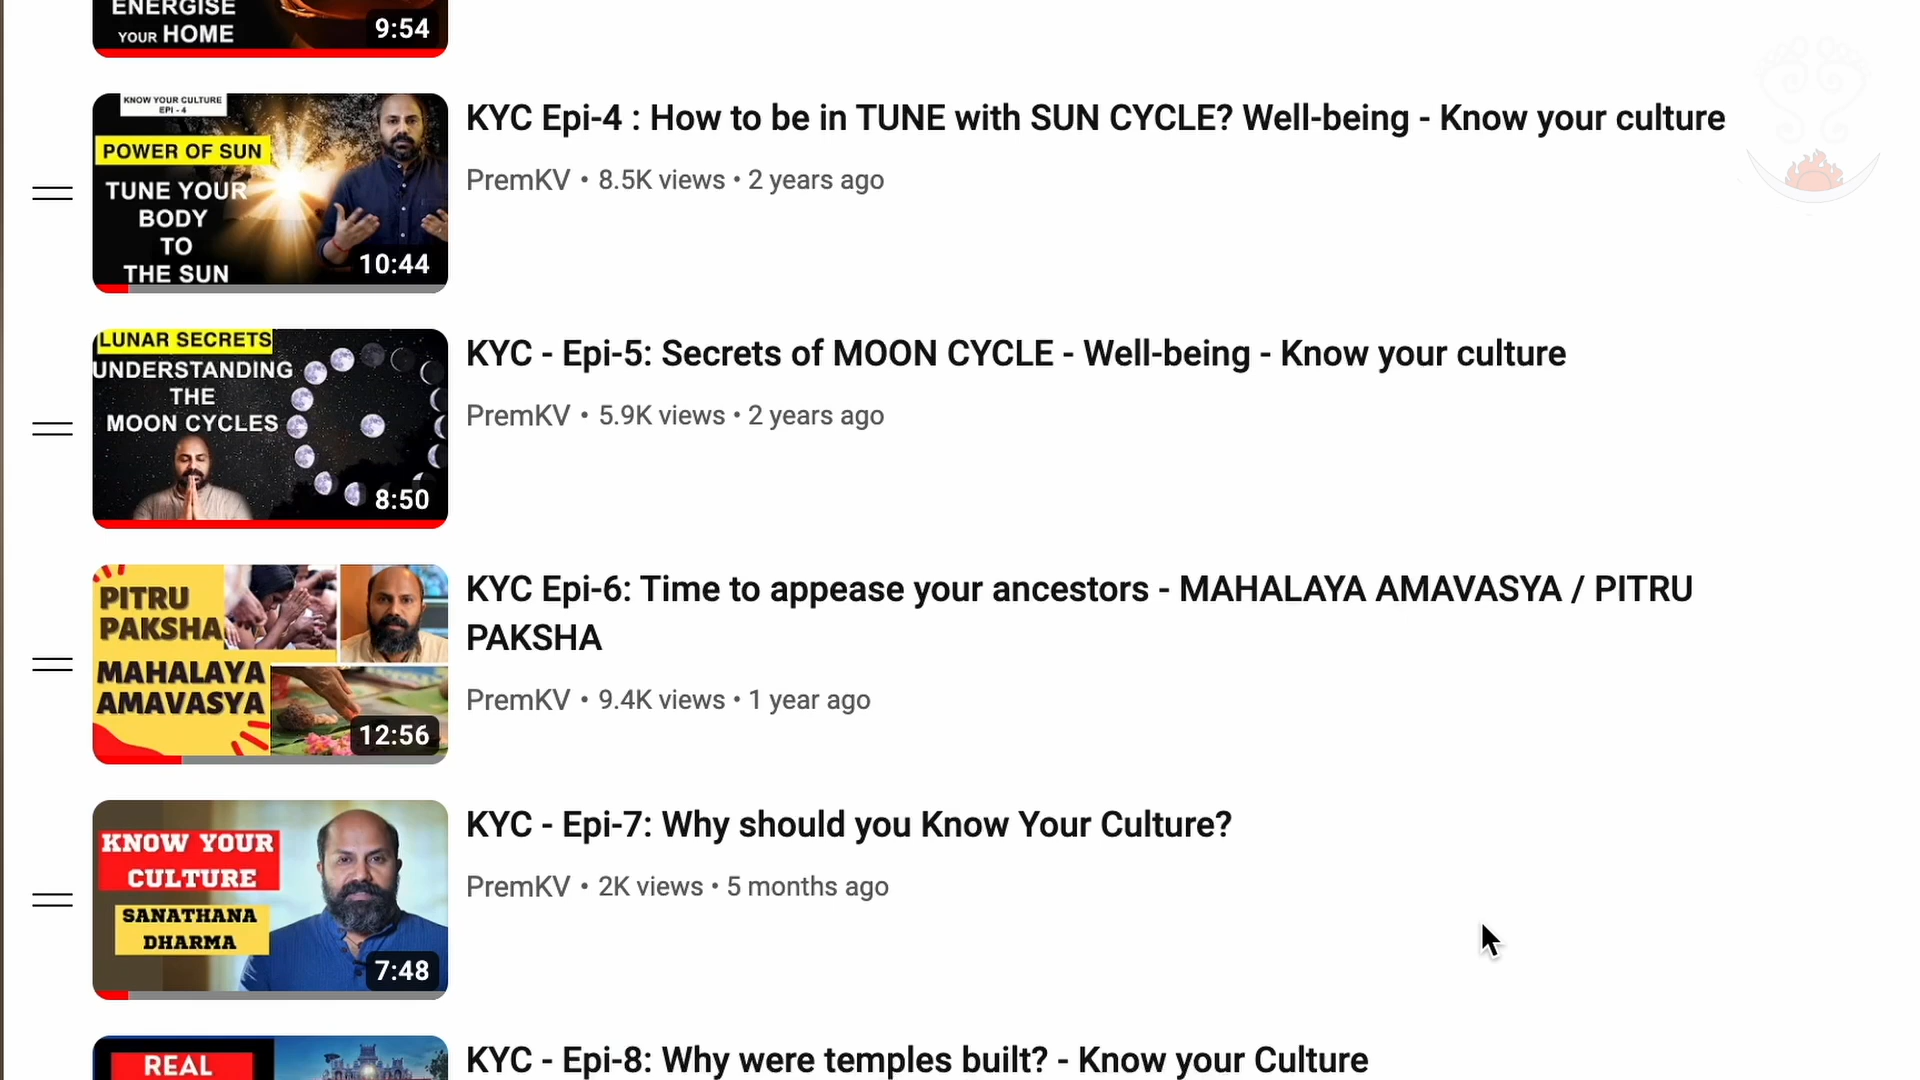 ENERGISE
YOUR HOME
9:54
KNOW YOUR CULTURE
EPI - 4
POWER OF SUN
TUNE YOUR
BODY
TO
THE SUN
10:44
KYC Epi-4 : How to be in TUNE with SUN CYCLE? Well-being - Know your culture
PremKV • 8.5K views • 2 years ago
LUNAR SECRETS
UNDERSTANDING
THE
MOON CYCLES
8:50
KYC - Epi-5: Secrets of MOON CYCLE - Well-being - Know your culture
PremKV • 5.9K views • 2 years ago
PITRU
PAKSHA
MAHALAYA
AMAVASYA
12:56
KYC Epi-6: Time to appease your ancestors - MAHALAYA AMAVASYA / PITRU
PAKSHA
PremKV • 9.4K views • 1 year ago
KNOW YOUR
CULTURE
SANATHANA
DHARMA
7:48
KYC - Epi-7: Why should you Know Your Culture?
PremKV • 2K views • 5 months ago
REAL
KYC - Epi-8: Why were temples built? - Know your Culture